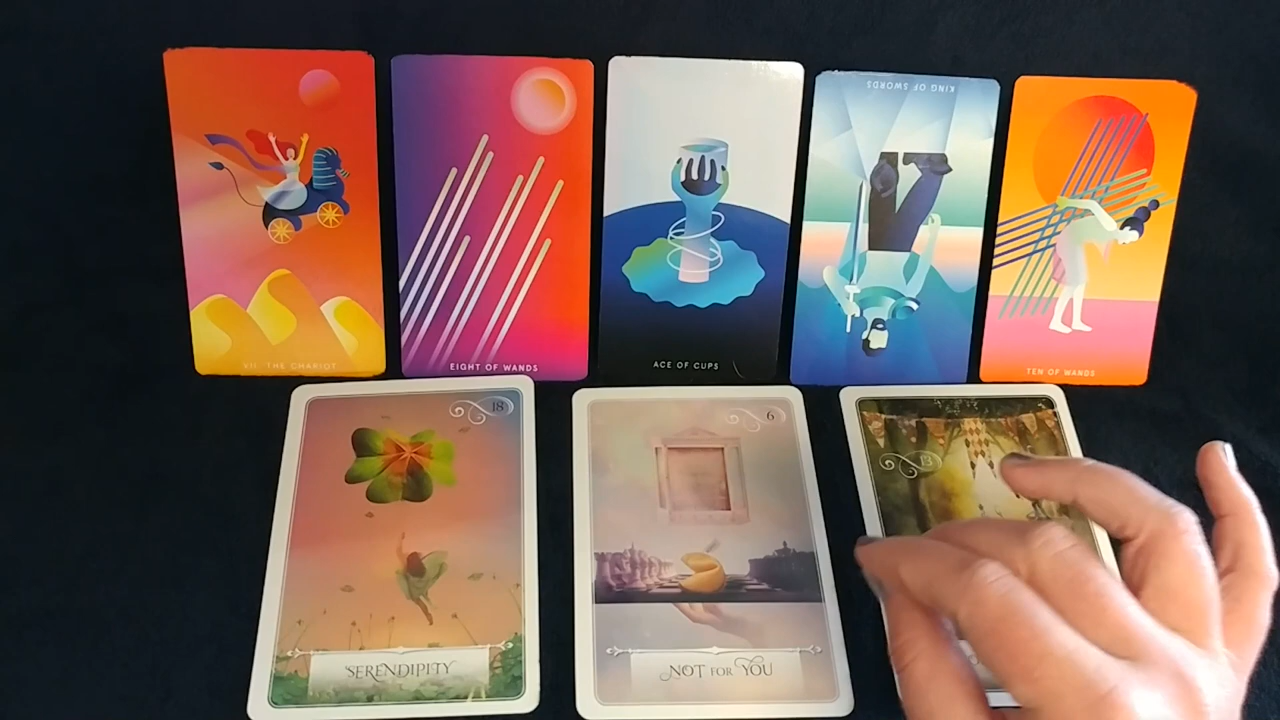 KING OF SWORDS
VII. THE CHARIOT
EIGHT OF WANDS
ACE OF CUPS
TEN OF WANDS
18
6
13
SERENDIPITY
NOT FOR YOU